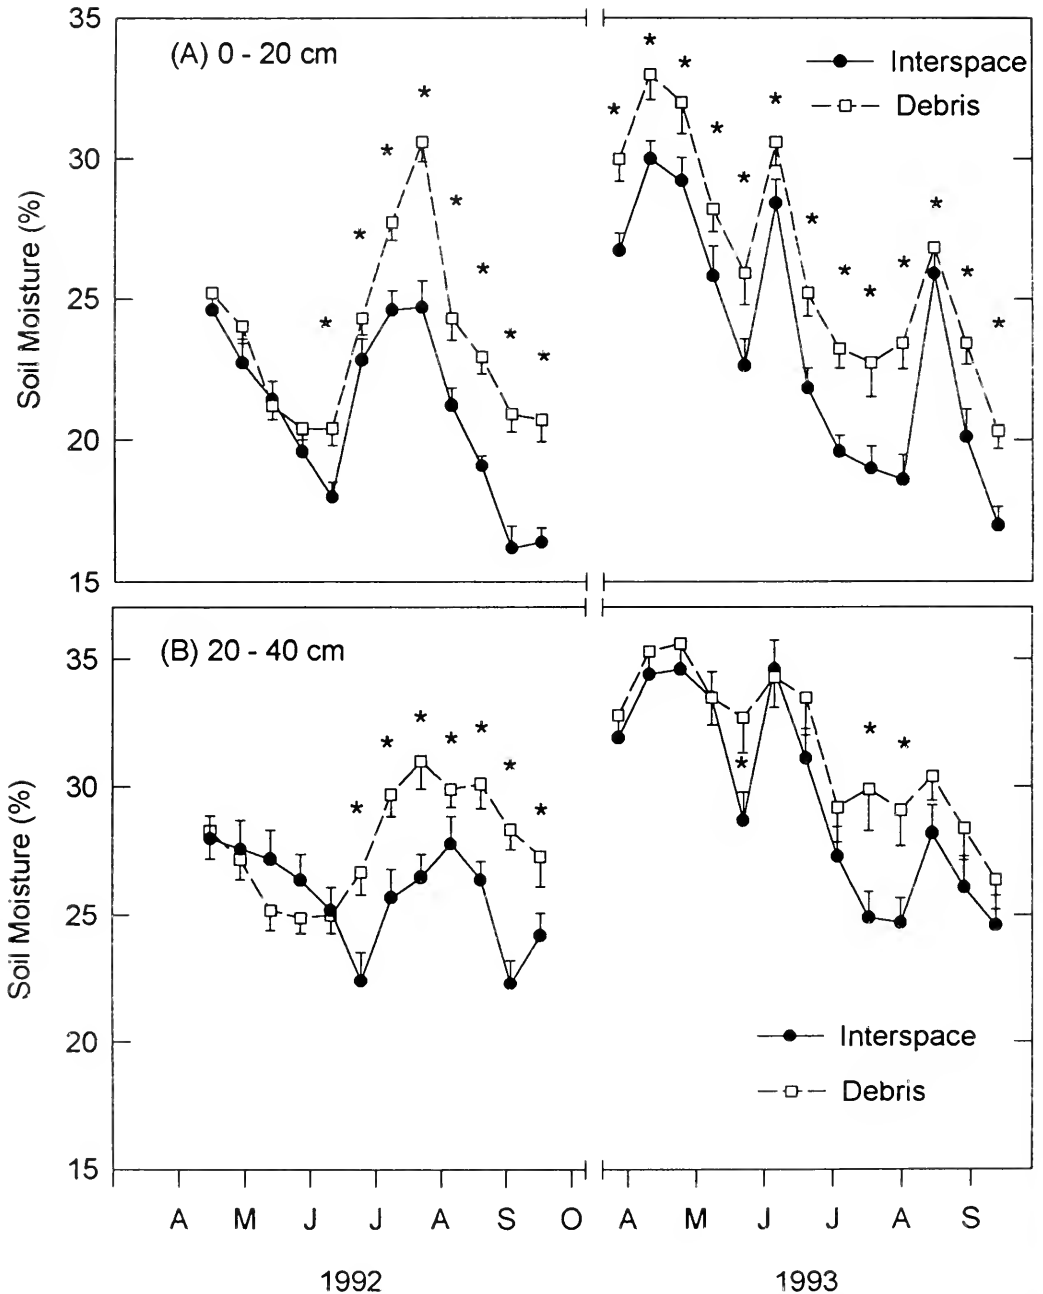 35
(A) 0 - 20 cm
Interspace
Debris
* * * * * * * * *
* * * * * * * * * * * * *
30
25
20
15
Soil Moisture (%)
(B) 20 - 40 cm
35
* * * * * * *
* * *
30
25
20
15
Soil Moisture (%)
Interspace
Debris
A M J J A S O
A M J J A S
1992
1993